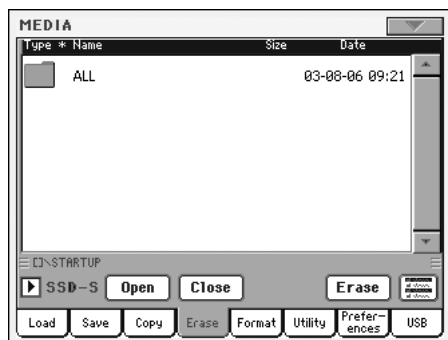 MEDIA
Type * Name Size Date
ALL 03-08-06 09:21
[]\STARTUP
SSD-S Open Close Erase
Load Save Copy Erase Format Utility Prefer-ences USB